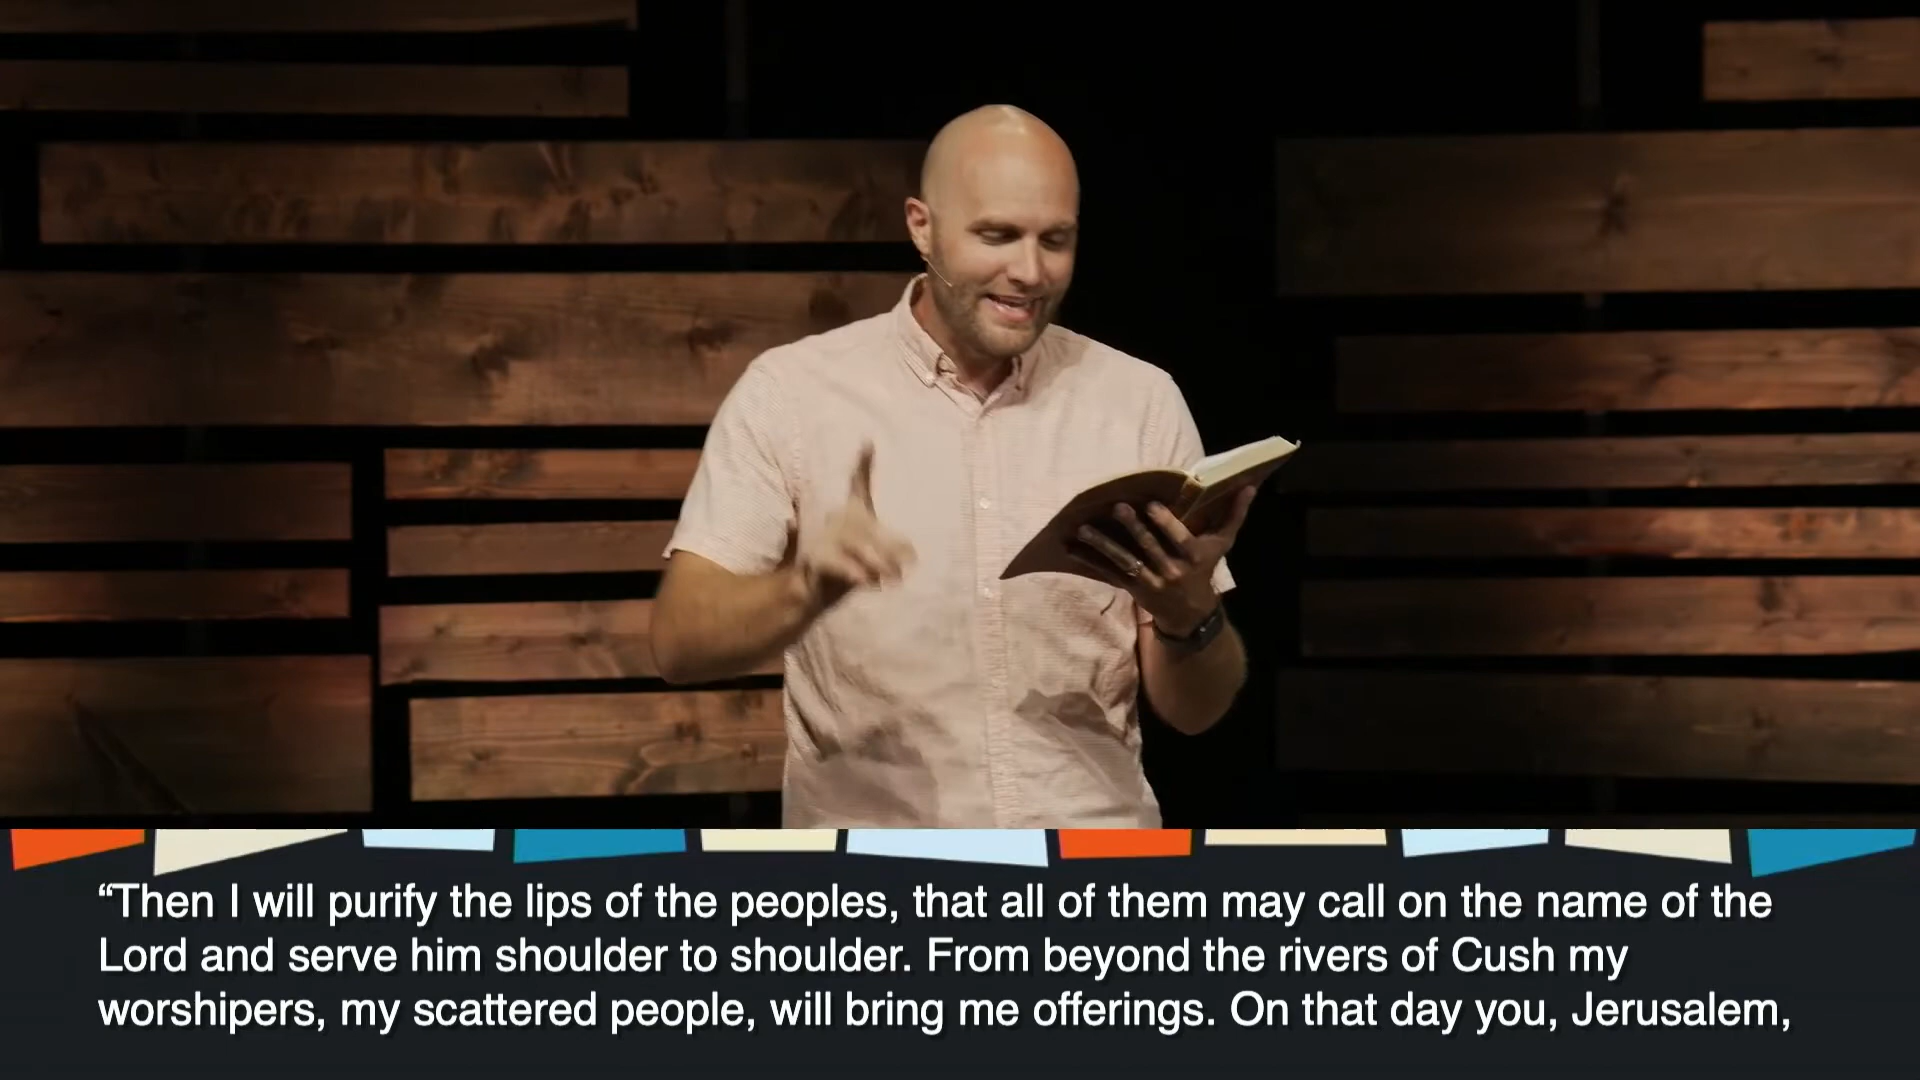 “Then I will purify the lips of the peoples, that all of them may call on the name of the
Lord and serve him shoulder to shoulder. From beyond the rivers of Cush my
worshipers, my scattered people, will bring me offerings. On that day you, Jerusalem,